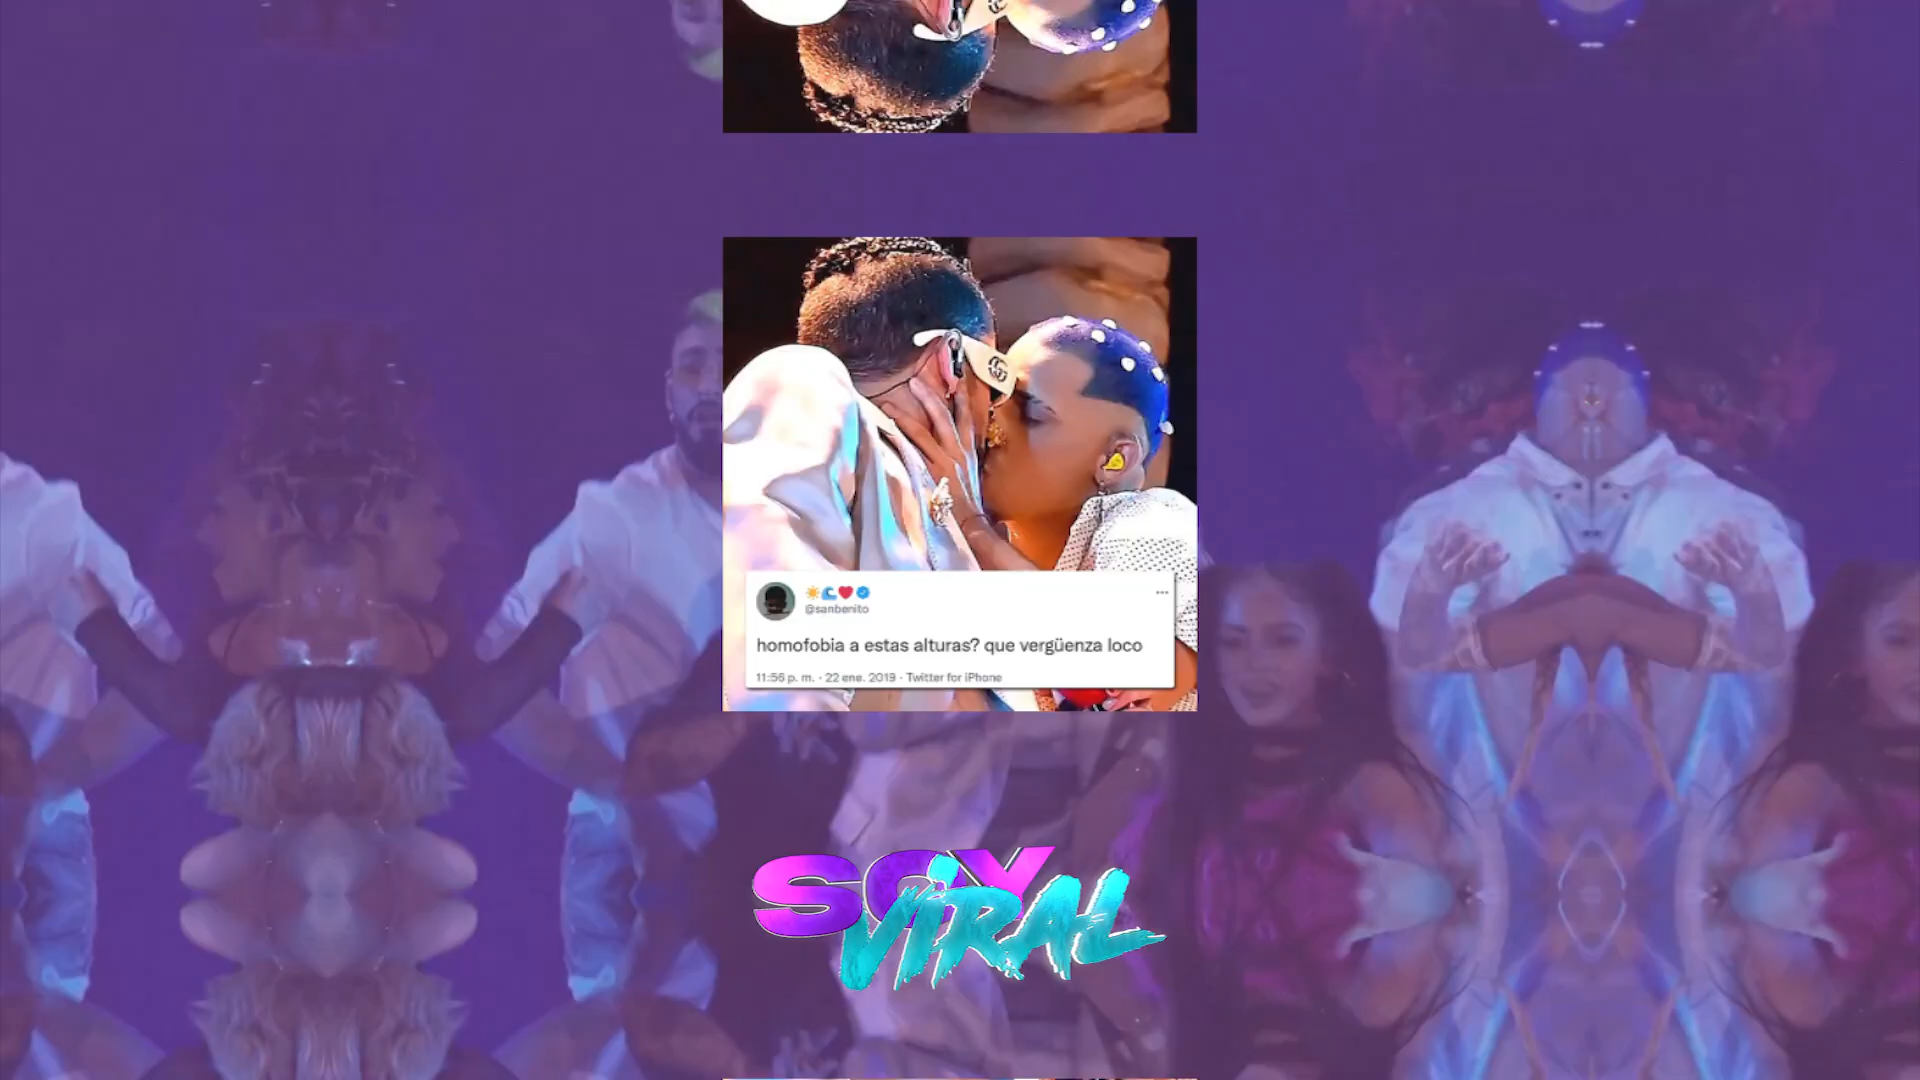 @sanbenito
homofobia a estas alturas? que vergüenza loco
11:56 p. m. · 22 ene. 2019 · Twitter for iPhone
SOY
VIRAL